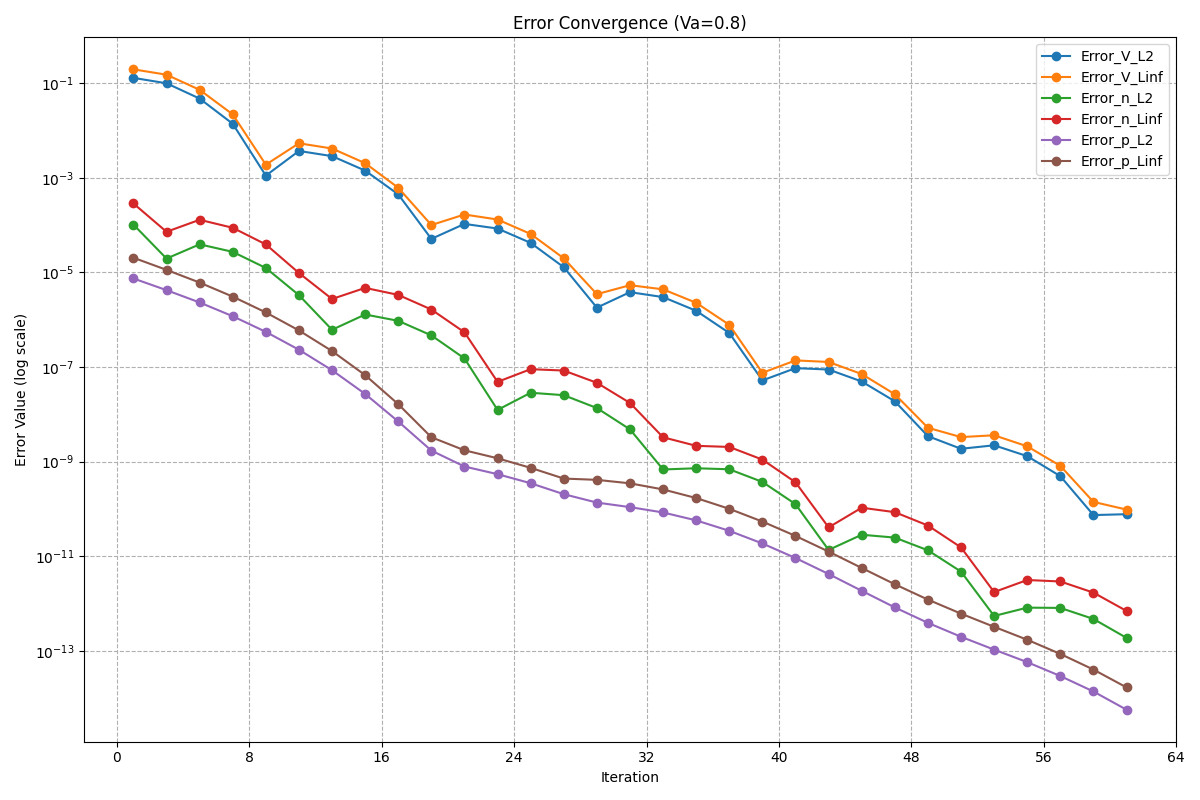 Error Convergence (Va=0.8)
Error_V_L2
Error_V_Linf
Error_n_L2
Error_n_Linf
Error_p_L2
Error_p_Linf
Error Value (log scale)
10⁻¹
10⁻³
10⁻⁵
10⁻⁷
10⁻⁹
10⁻¹¹
10⁻¹³
0 8 16 24 32 40 48 56 64
Iteration